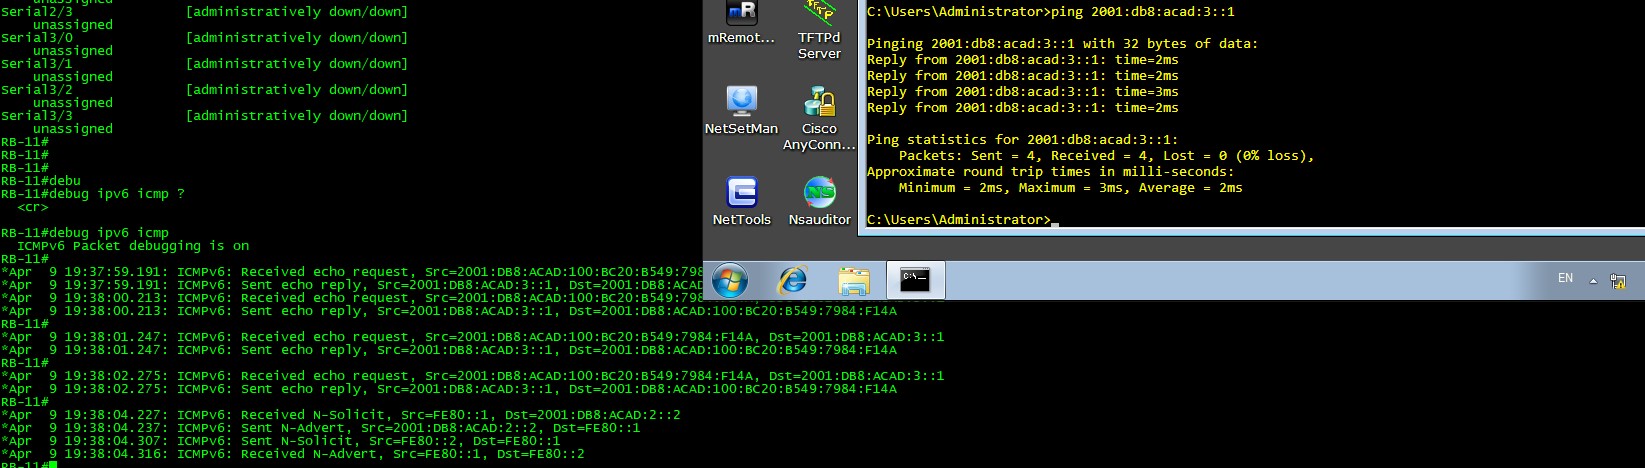 unassigned
Serial2/3 [administratively down/down]
unassigned
Serial3/0 [administratively down/down]
unassigned
Serial3/1 [administratively down/down]
unassigned
Serial3/2 [administratively down/down]
unassigned
Serial3/3 [administratively down/down]
unassigned
RB-11#
RB-11#
RB-11#
RB-11#debu
RB-11#debug ipv6 icmp ?
<cr>
RB-11#debug ipv6 icmp
ICMPv6 Packet debugging is on
RB-11#
*Apr 9 19:37:59.191: ICMPv6: Received echo request, Src=2001:DB8:ACAD:100:BC20:B549:798
*Apr 9 19:37:59.191: ICMPv6: Sent echo reply, Src=2001:DB8:ACAD:3::1, Dst=2001:DB8:ACAD
*Apr 9 19:38:00.213: ICMPv6: Received echo request, Src=2001:DB8:ACAD:100:BC20:B549:798
*Apr 9 19:38:00.213: ICMPv6: Sent echo reply, Src=2001:DB8:ACAD:3::1, Dst=2001:DB8:ACAD:100:BC20:B549:7984:F14A
RB-11#
*Apr 9 19:38:01.247: ICMPv6: Received echo request, Src=2001:DB8:ACAD:100:BC20:B549:7984:F14A, Dst=2001:DB8:ACAD:3::1
*Apr 9 19:38:01.247: ICMPv6: Sent echo reply, Src=2001:DB8:ACAD:3::1, Dst=2001:DB8:ACAD:100:BC20:B549:7984:F14A
RB-11#
*Apr 9 19:38:02.275: ICMPv6: Received echo request, Src=2001:DB8:ACAD:100:BC20:B549:7984:F14A, Dst=2001:DB8:ACAD:3::1
*Apr 9 19:38:02.275: ICMPv6: Sent echo reply, Src=2001:DB8:ACAD:3::1, Dst=2001:DB8:ACAD:100:BC20:B549:7984:F14A
RB-11#
*Apr 9 19:38:04.227: ICMPv6: Received N-Solicit, Src=FE80::1, Dst=2001:DB8:ACAD:2::2
*Apr 9 19:38:04.237: ICMPv6: Sent N-Advert, Src=2001:DB8:ACAD:2::2, Dst=FE80::1
*Apr 9 19:38:04.307: ICMPv6: Sent N-Solicit, Src=FE80::2, Dst=FE80::1
*Apr 9 19:38:04.316: ICMPv6: Received N-Advert, Src=FE80::1, Dst=FE80::2
RB-11#
mR
mRemot...
TFTP
TFTPd
Server
NetSetMan
Cisco
AnyConn...
NetTools
NS
Nsauditor
C:\Users\Administrator>ping 2001:db8:acad:3::1
Pinging 2001:db8:acad:3::1 with 32 bytes of data:
Reply from 2001:db8:acad:3::1: time=2ms
Reply from 2001:db8:acad:3::1: time=2ms
Reply from 2001:db8:acad:3::1: time=3ms
Reply from 2001:db8:acad:3::1: time=2ms
Ping statistics for 2001:db8:acad:3::1:
Packets: Sent = 4, Received = 4, Lost = 0 (0% loss),
Approximate round trip times in milli-seconds:
Minimum = 2ms, Maximum = 3ms, Average = 2ms
C:\Users\Administrator>_
C:\
EN